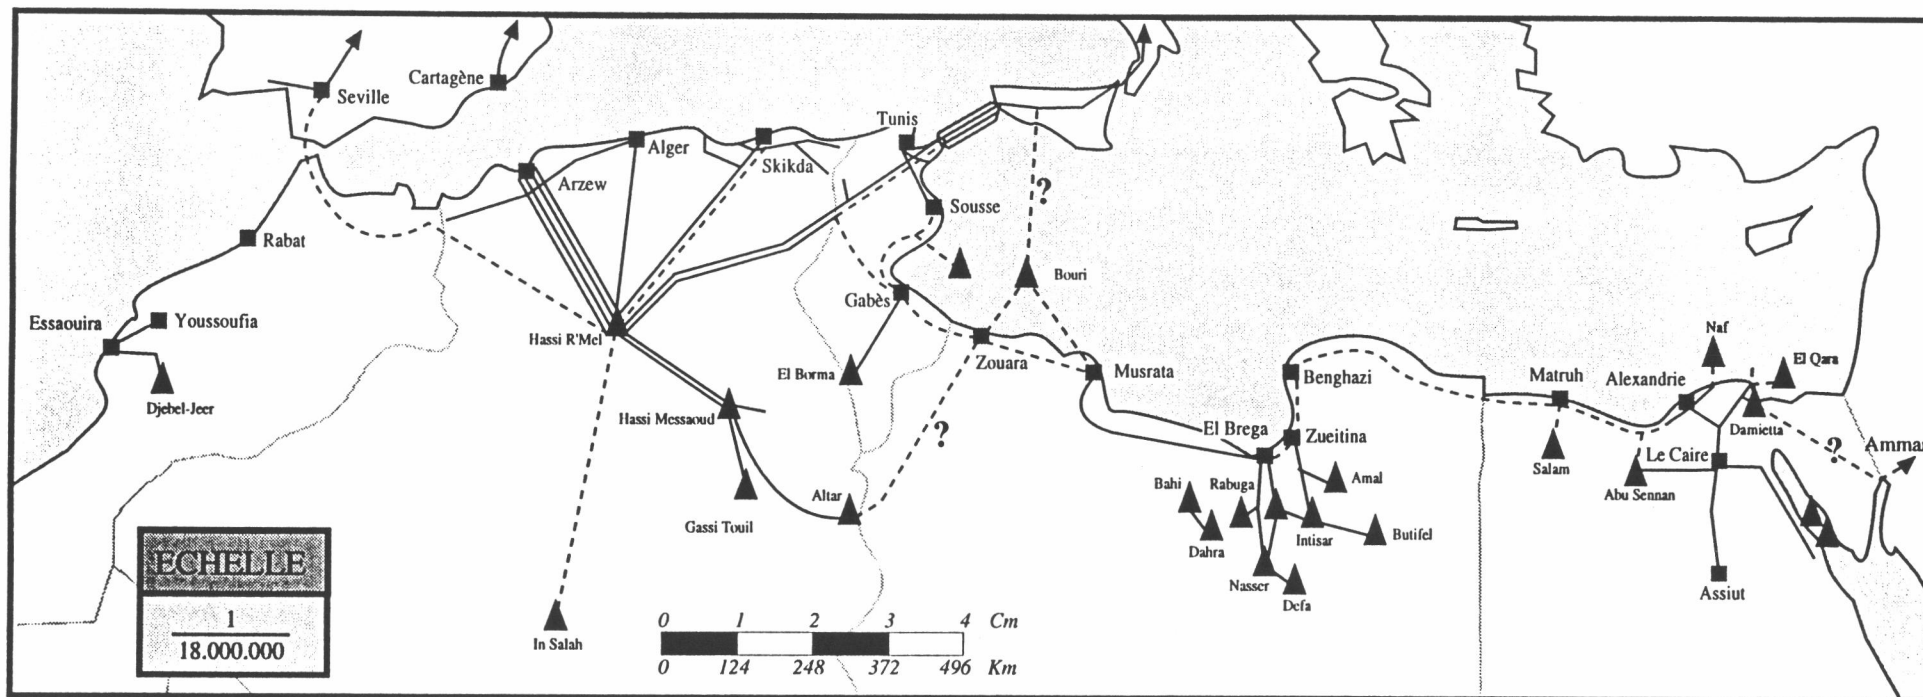 Cartagène
Seville
Tunis
Alger
Skikda
Arzew
Sousse
?
Rabat
Bouri
Gabès
Essaouira
Youssoufia
Hassi R'Mel
Naf
Zouara
El Borma
Musrata
Benghazi
Matruh
Alexandrie
El Qara
Djebel-Jeer
Hassi Messaoud
?
El Brega
Zueitina
Damietta
?
Ammas
Le Caire
Salam
Abu Sennan
Amal
Bahi
Rabuga
Altar
Gassi Touil
Dahra
Intisar
Butifel
Nasser
Defa
Assiut
ECHELLE
1
18.000.000
In Salah
0 1 2 3 4 Cm
0 124 248 372 496 Km